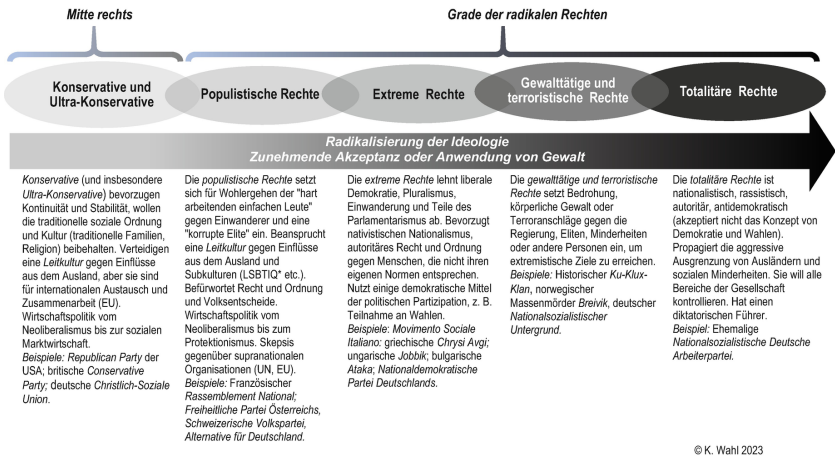 Mitte rechts
Grade der radikalen Rechten
Konservative und
Ultra-Konservative
Populistische Rechte
Extreme Rechte
Gewalttätige und
terroristische Rechte
Totalitäre Rechte
Radikalisierung der Ideologie
Zunehmende Akzeptanz oder Anwendung von Gewalt
Konservative (und insbesondere
Ultra-Konservative) bevorzugen
Kontinuität und Stabilität, wollen
die traditionelle soziale Ordnung
und Kultur (traditionelle Familien,
Religion) beibehalten. Verteidigen
eine Leitkultur gegen Einflüsse
aus dem Ausland, aber sie sind
für internationalen Austausch und
Zusammenarbeit (EU).
Wirtschaftspolitik vom
Neoliberalismus bis zur sozialen
Marktwirtschaft.
Beispiele: Republican Party der
USA; britische Conservative
Party; deutsche Christlich-Soziale
Union.
Die populistische Rechte setzt
sich für Wohlergehen der "hart
arbeitenden einfachen Leute"
gegen Einwanderer und eine
"korrupte Elite" ein. Beansprucht
eine Leitkultur gegen Einflüsse
aus dem Ausland und
Subkulturen (LSBTIQ* etc.).
Befürwortet Recht und Ordnung
und Volksentscheide.
Wirtschaftspolitik vom
Neoliberalismus bis zum
Protektionismus. Skepsis
gegenüber supranationalen
Organisationen (UN, EU).
Beispiele: Französischer
Rassemblement National;
Freiheitliche Partei Österreichs,
Schweizerische Volkspartei,
Alternative für Deutschland.
Die extreme Rechte lehnt liberale
Demokratie, Pluralismus,
Einwanderung und Teile des
Parlamentarismus ab. Bevorzugt
nativistischen Nationalismus,
autoritäres Recht und Ordnung
gegen Menschen, die nicht ihren
eigenen Normen entsprechen.
Nutzt einige demokratische Mittel
der politischen Partizipation, z. B.
Teilnahme an Wahlen.
Beispiele: Movimento Sociale
Italiano: griechische Chrysi Avgi;
ungarische Jobbik; bulgarische
Ataka; Nationaldemokratische
Partei Deutschlands.
Die gewalttätige und terroristische
Rechte setzt Bedrohung,
körperliche Gewalt oder
Terroranschläge gegen die
Regierung, Eliten, Minderheiten
oder andere Personen ein, um
extremistische Ziele zu erreichen.
Beispiele: Historischer Ku-Klux-
Klan, norwegischer
Massenmörder Breivik, deutscher
Nationalsozialistischer
Untergrund.
Die totalitäre Rechte ist
nationalistisch, rassistisch,
autoritär, antidemokratisch
(akzeptiert nicht das Konzept von
Demokratie und Wahlen).
Propagiert die aggressive
Ausgrenzung von Ausländern und
sozialen Minderheiten. Sie will alle
Bereiche der Gesellschaft
kontrollieren. Hat einen
diktatorischen Führer.
Beispiel: Ehemalige
Nationalsozialistische Deutsche
Arbeiterpartei.
© K. Wahl 2023